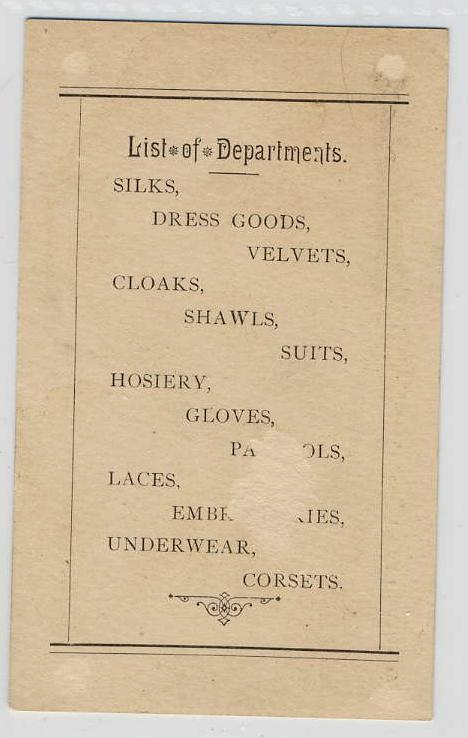 List of Departments.
SILKS,
DRESS GOODS,
VELVETS,
CLOAKS,
SHAWLS,
SUITS,
HOSIERY,
GLOVES,
LACES,
UNDERWEAR,
CORSETS.